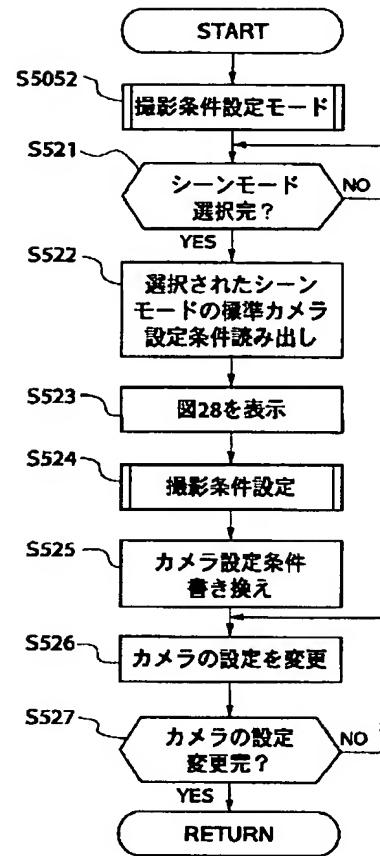 START
S5052
撮影条件設定モード
S521
シーンモード
選択完？
NO
YES
S522
選択されたシーン
モードの標準カメラ
設定条件読み出し
S523
図28を表示
S524
撮影条件設定
S525
カメラ設定条件
書き換え
S526
カメラの設定を変更
S527
カメラの設定
変更完？
NO
YES
RETURN